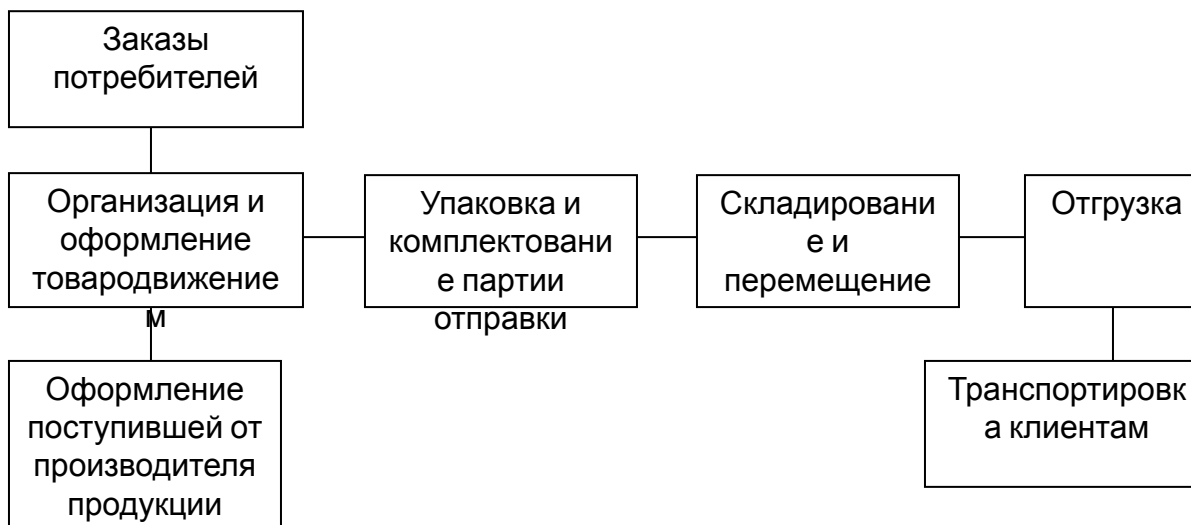 Заказы
потребителей
Организация и
оформление
товародвижение
м
Упаковка и
комплектовани
е партии
отправки
Складировани
е и
перемещение
Отгрузка
Оформление
поступившей от
производителя
продукции
Транспортировк
а клиентам